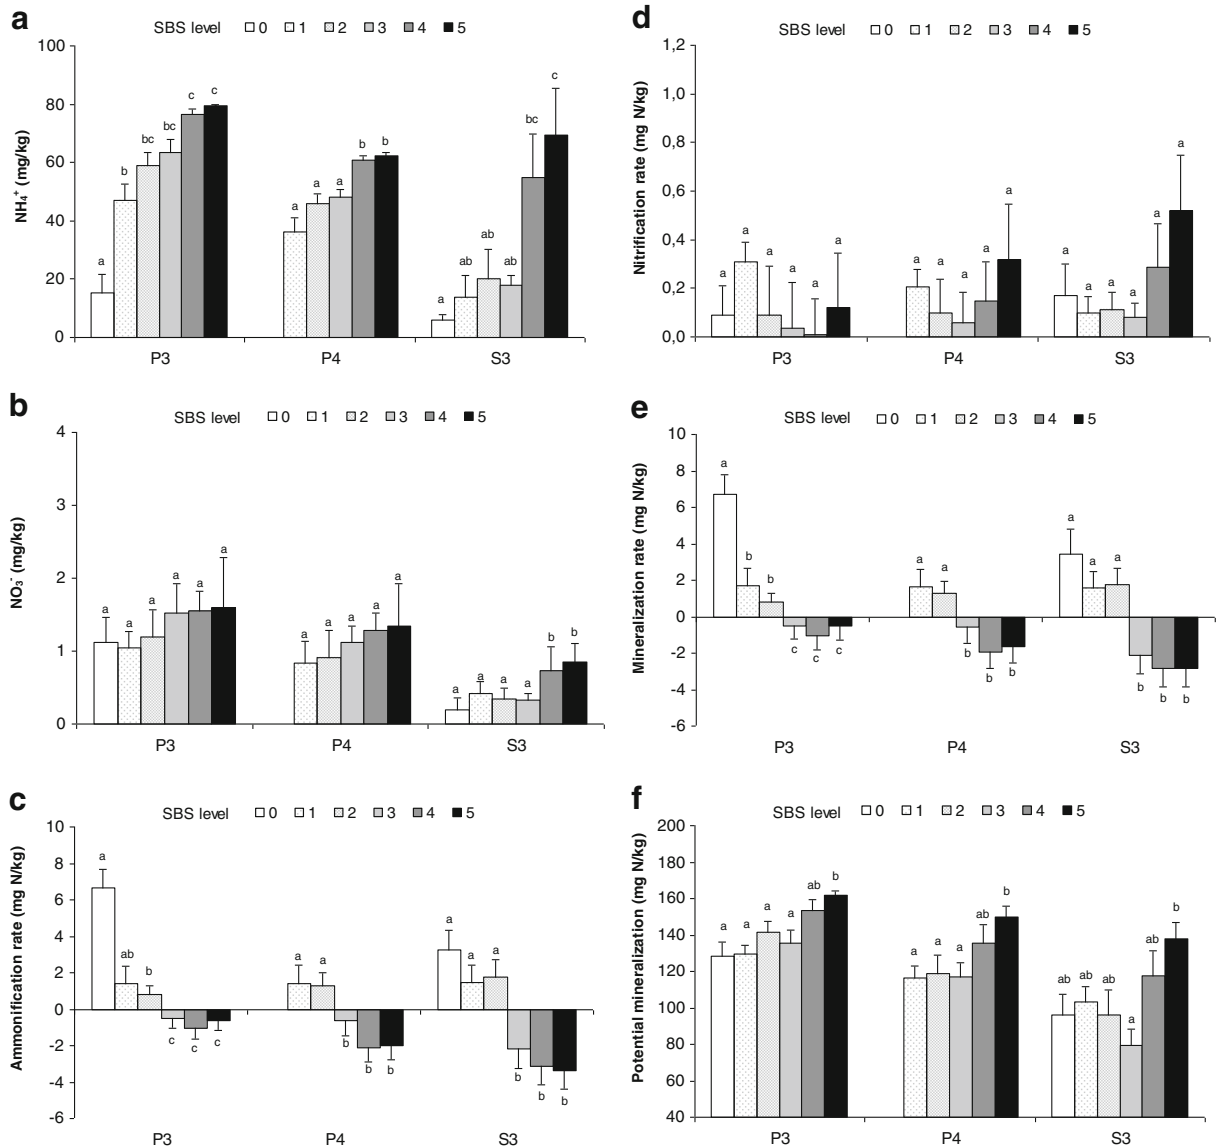 a
SBS level 0 1 2 3 4 5
NH₄⁺ (mg/kg)
100
80
60
40
20
0
a b bc bc c c
a a a b b
a ab ab ab bc c
P3 P4 S3
b
SBS level 0 1 2 3 4 5
NO₃⁻ (mg/kg)
4
3
2
1
0
a a a a a a
a a a a a
a a a a b b
P3 P4 S3
c
SBS level 0 1 2 3 4 5
Ammonification rate (mg N/kg)
10
8
6
4
2
0
-2
-4
-6
a ab b c c c
a a b b b
a a a b b b
P3 P4 S3
d
SBS level 0 1 2 3 4 5
Nitrification rate (mg N/kg)
1,2
1,0
0,8
0,6
0,4
0,2
0,0
a a a a a a
a a a a a
a a a a a a
P3 P4 S3
e
SBS level 0 1 2 3 4 5
Mineralization rate (mg N/kg)
10
8
6
4
2
0
-2
-4
-6
a b b c c c
a a b b b
a a a b b b
P3 P4 S3
f
SBS level 0 1 2 3 4 5
Potential mineralization (mg N/kg)
200
180
160
140
120
100
80
60
40
a a a a ab b
a a a ab b
ab ab ab a ab b
P3 P4 S3